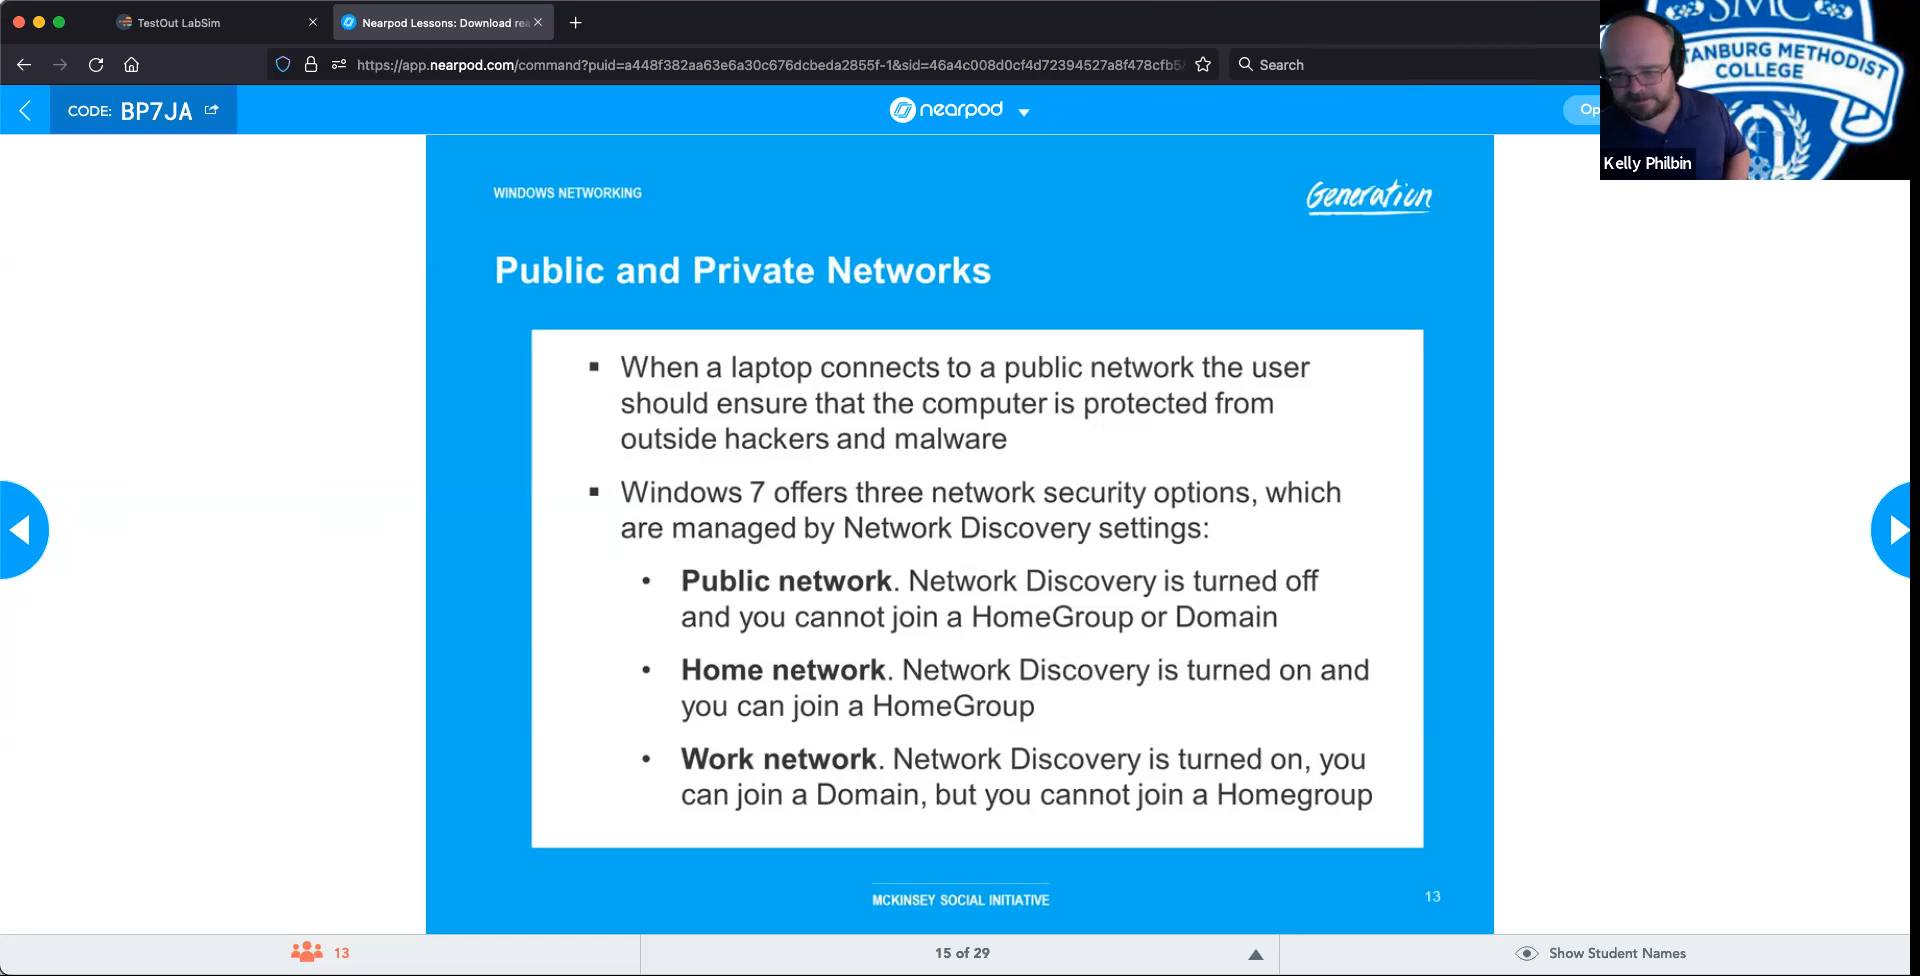 TestOut LabSim
Nearpod Lessons: Download rea
https://app.nearpod.com/command?puid=a448f382aa63e6a30c676dcbeda2855f-1&sid=46a4c008d0cf4d72394527a8f478cfb5
Search
SMC
TANBURG METHODIST
COLLEGE
Kelly Philbin
CODE: BP7JA
nearpod
Op
WINDOWS NETWORKING
Generation
Public and Private Networks
▪ When a laptop connects to a public network the user
should ensure that the computer is protected from
outside hackers and malware
▪ Windows 7 offers three network security options, which
are managed by Network Discovery settings:
• Public network. Network Discovery is turned off
and you cannot join a HomeGroup or Domain
• Home network. Network Discovery is turned on and
you can join a HomeGroup
• Work network. Network Discovery is turned on, you
can join a Domain, but you cannot join a Homegroup
MCKINSEY SOCIAL INITIATIVE
13
13
15 of 29
Show Student Names